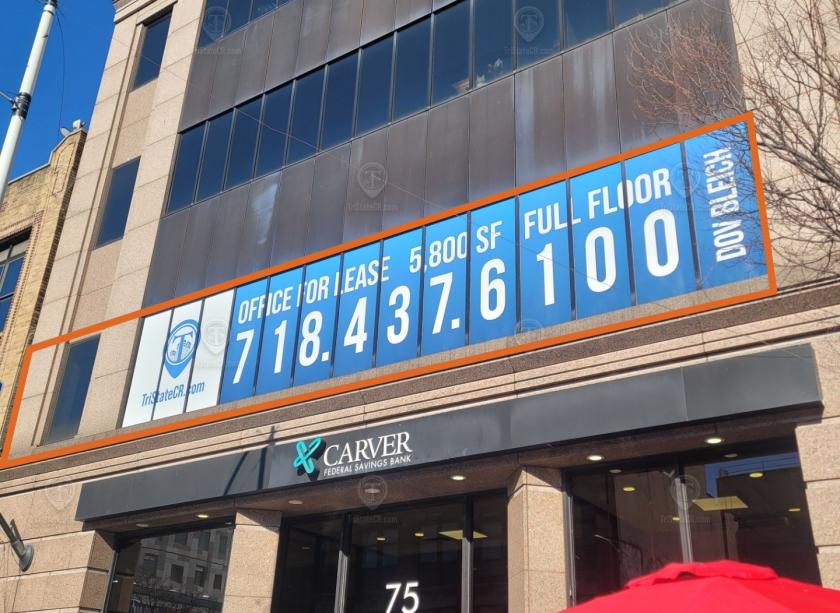 OFFICE FOR LEASE 5,800 SF FULL FLOOR
718.437.6100
DOV BLEICH
TriStateCR.com
CARVER
FEDERAL SAVINGS BANK
75